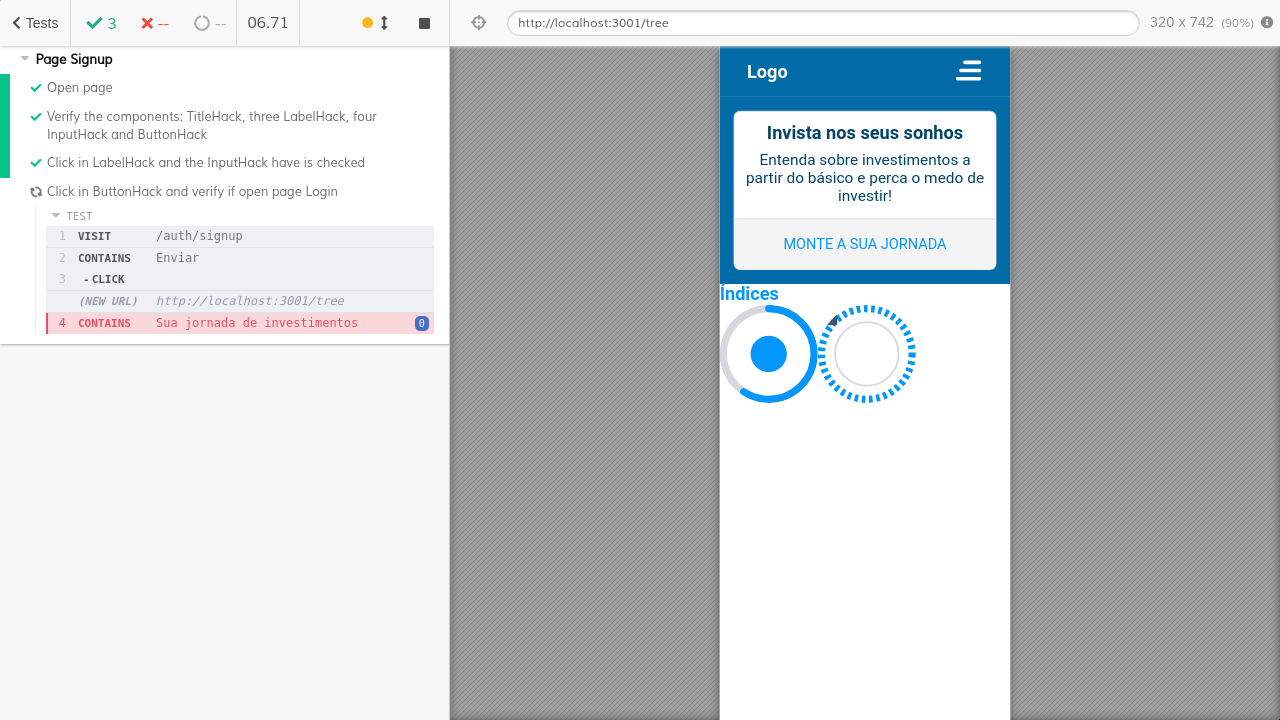 Tests
3
--
--
06.71
http://localhost:3001/tree
320 x 742 (90%)
Page Signup
Open page
Verify the components: TitleHack, three LabelHack, four
InputHack and ButtonHack
Click in LabelHack and the InputHack have is checked
Click in ButtonHack and verify if open page Login
TEST
1 VISIT /auth/signup
2 CONTAINS Enviar
3 - CLICK
(NEW URL) http://localhost:3001/tree
4 CONTAINS Sua jornada de investimentos 0
Logo
Invista nos seus sonhos
Entenda sobre investimentos a
partir do básico e perca o medo de
investir!
MONTE A SUA JORNADA
Índices